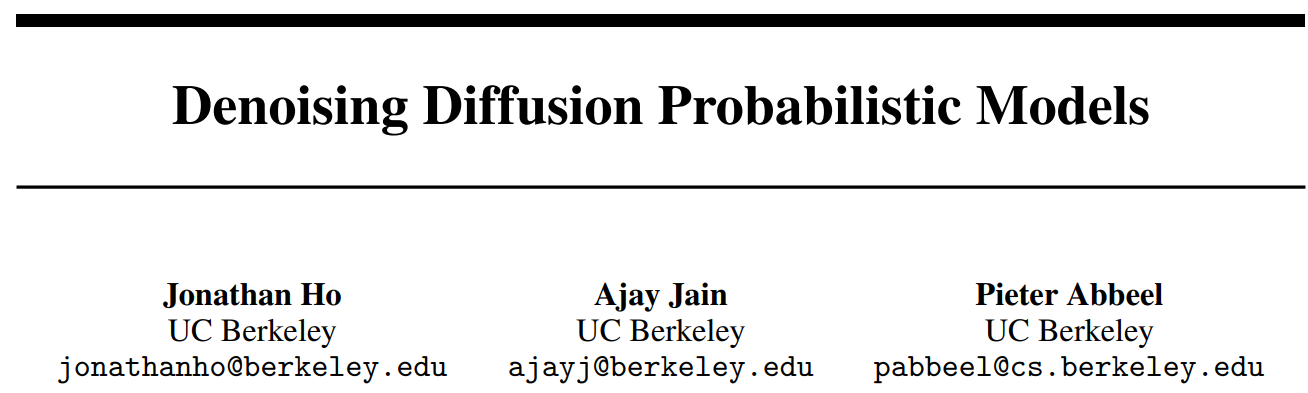 Denoising Diffusion Probabilistic Models
Jonathan Ho
UC Berkeley
jonathanho@berkeley.edu
Ajay Jain
UC Berkeley
ajayj@berkeley.edu
Pieter Abbeel
UC Berkeley
pabbeel@cs.berkeley.edu